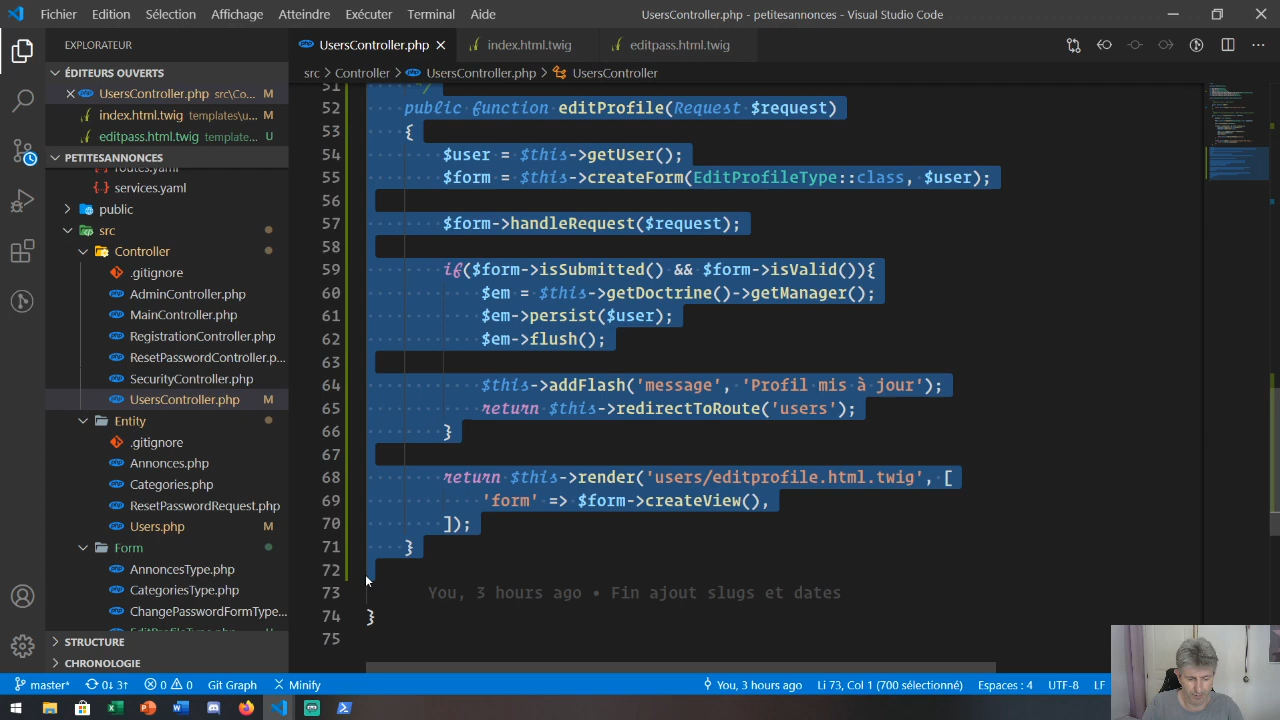 Fichier Edition Sélection Affichage Atteindre Exécuter Terminal Aide UsersController.php - petitesannonces - Visual Studio Code
EXPLORATEUR UsersController.php index.html.twig editpass.html.twig
ÉDITEURS OUVERTS src > Controller > UsersController.php > UsersController
UsersController.php src\Co... M
index.html.twig templates\u... M
editpass.html.twig template...
PETITESANNONCES
services.yaml
public
src
Controller
.gitignore
AdminController.php
MainController.php
RegistrationController.php
ResetPasswordController.p...
SecurityController.php
UsersController.php M
Entity
.gitignore
Annonces.php
Categories.php
ResetPasswordRequest.php
Users.php M
Form
AnnoncesType.php
CategoriesType.php
ChangePasswordFormType...
STRUCTURE
CHRONOLOGIE
51 */
52 public function editProfile(Request $request)
53 {
54 $user = $this->getUser();
55 $form = $this->createForm(EditProfileType::class, $user);
56
57 $form->handleRequest($request);
58
59 if($form->isSubmitted() && $form->isValid()){
60 $em = $this->getDoctrine()->getManager();
61 $em->persist($user);
62 $em->flush();
63
64 $this->addFlash('message', 'Profil mis à jour');
65 return $this->redirectToRoute('users');
66 }
67
68 return $this->render('users/editprofile.html.twig', [
69 'form' => $form->createView(),
70 ]);
71 }
72
73 You, 3 hours ago • Fin ajout slugs et dates
74 }
75
master* 0↓ 3↑ 0 0 Git Graph Minify You, 3 hours ago Li 73, Col 1 (700 sélectionné) Espaces : 4 UTF-8 LF